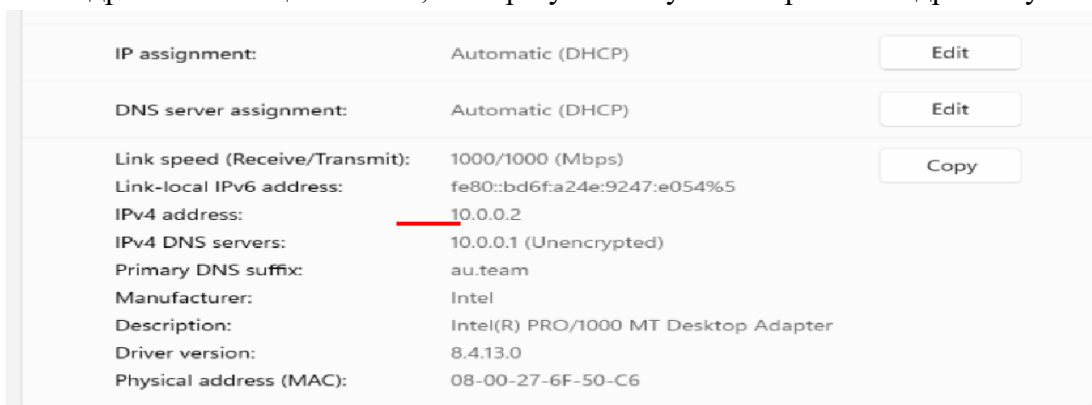 IP assignment: Automatic (DHCP) Edit
DNS server assignment: Automatic (DHCP) Edit
Link speed (Receive/Transmit): 1000/1000 (Mbps) Copy
Link-local IPv6 address: fe80::bd6f:a24e:9247:e054%5
IPv4 address: 10.0.0.2
IPv4 DNS servers: 10.0.0.1 (Unencrypted)
Primary DNS suffix: au.team
Manufacturer: Intel
Description: Intel(R) PRO/1000 MT Desktop Adapter
Driver version: 8.4.13.0
Physical address (MAC): 08-00-27-6F-50-C6